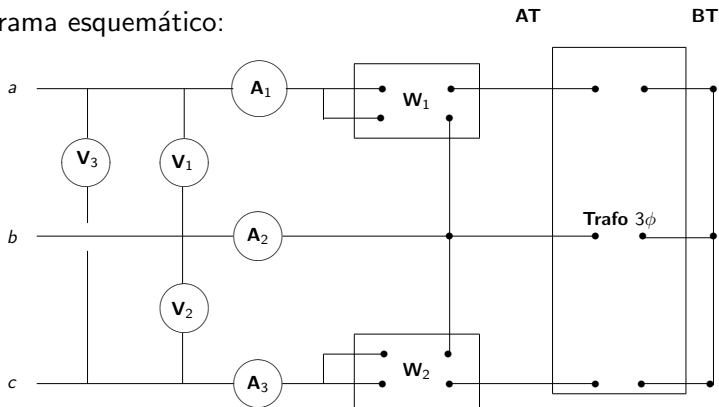 rama esquemático:
AT BT
a A₁ W₁
V₃ V₁
b A₂ Trafo 3ϕ
V₂
c A₃ W₂